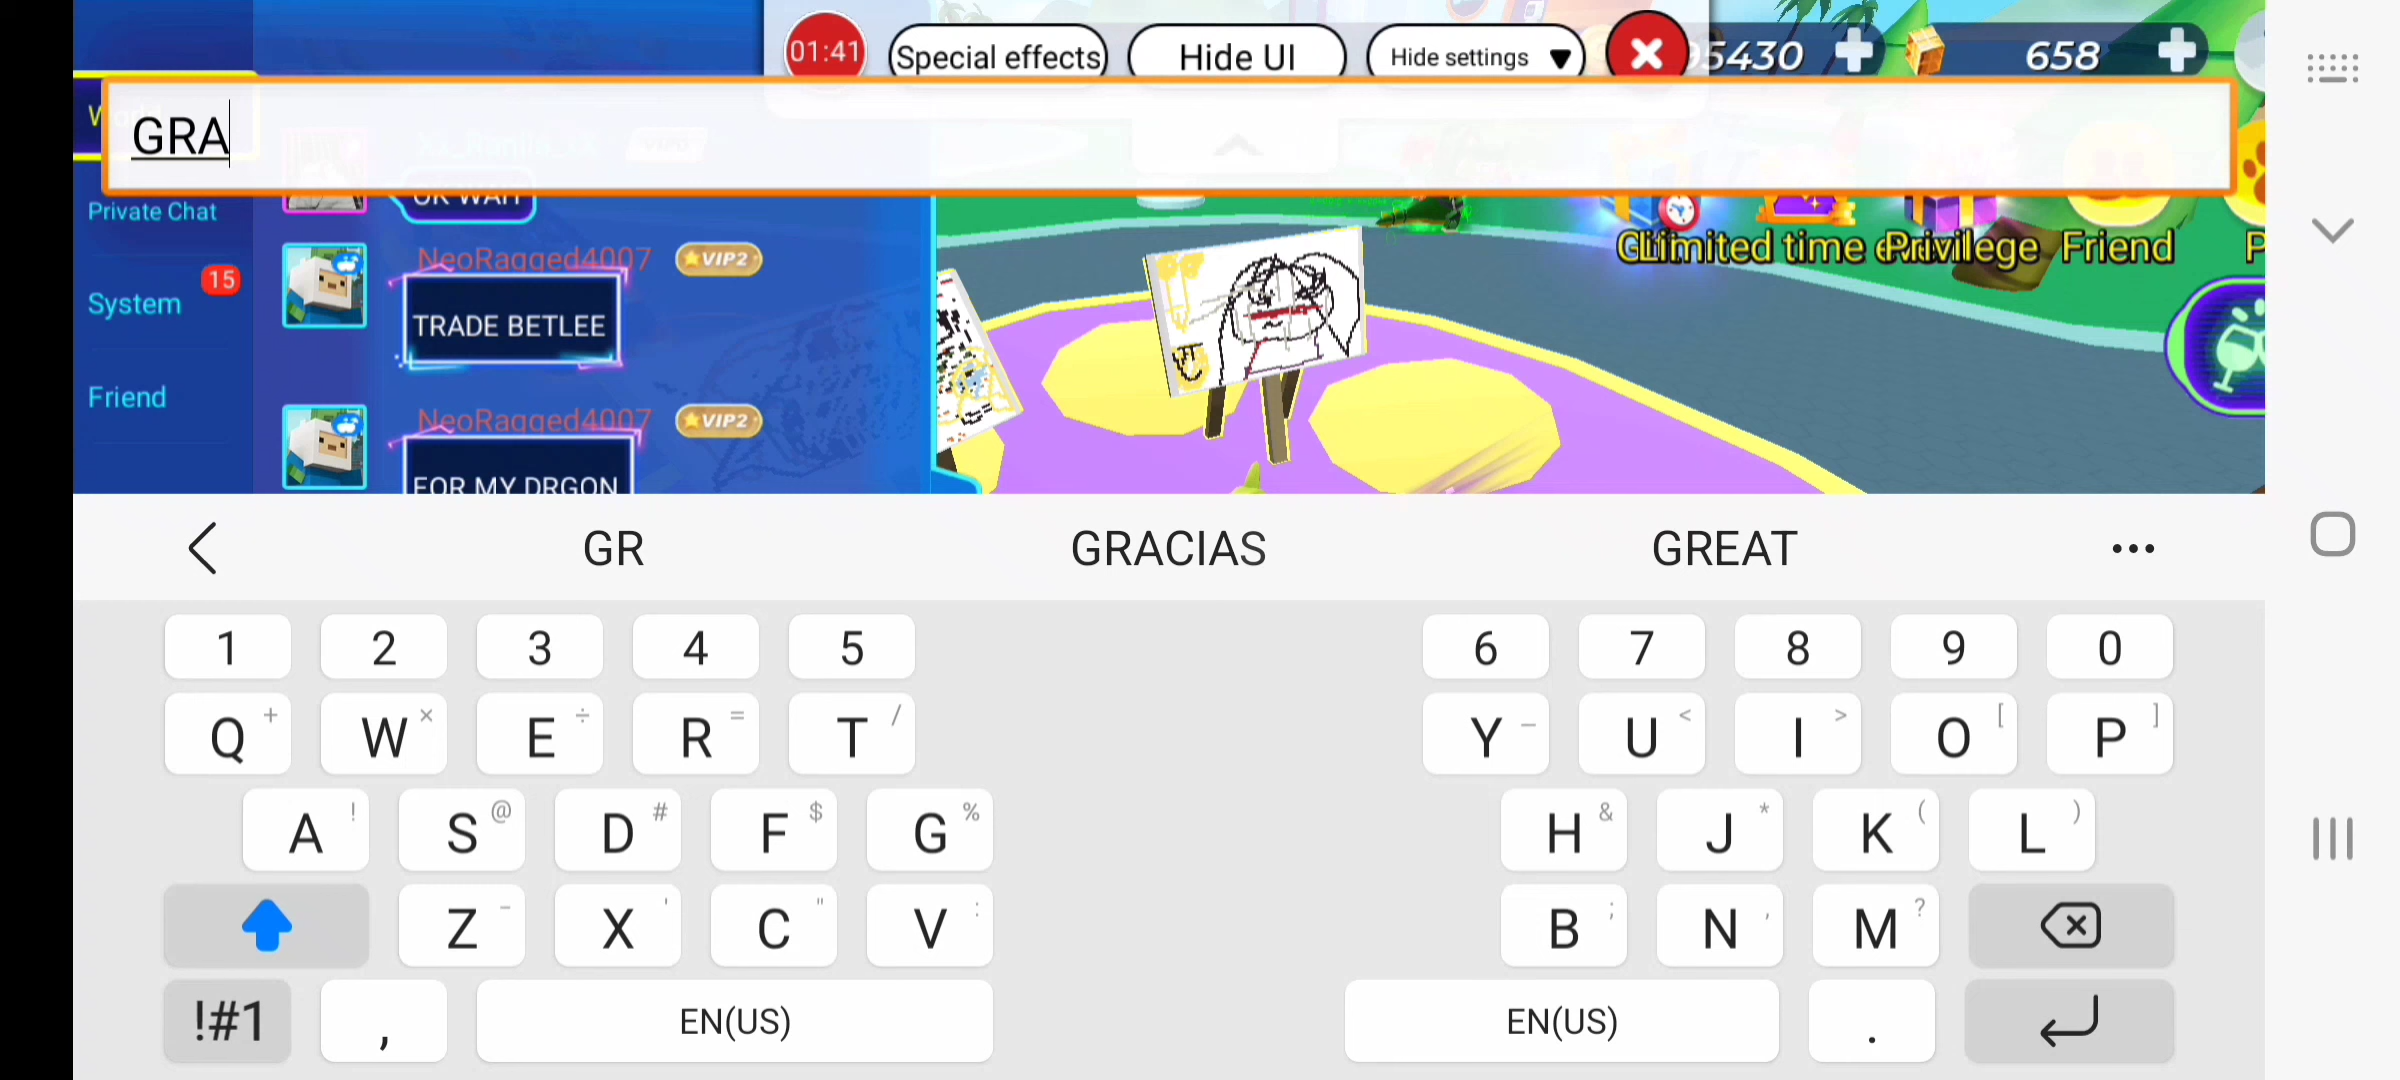 01:41
Special effects
Hide UI
Hide settings
5430
658
GRA
Private Chat
System
15
Friend
NeoRagged4007
VIP2
TRADE BETLEE
NeoRagged4007
VIP2
FOR MY DRGON
Limited time
Privilege
Friend
P
GR
GRACIAS
GREAT
1 2 3 4 5 6 7 8 9 0
Q + W × E ÷ R = T / Y _ U < I > O [ P ]
A ! S @ D # F $ G % H & J * K ( L )
Z - X ' C " V : B ; N , M ?
!#1 , EN(US) EN(US) .